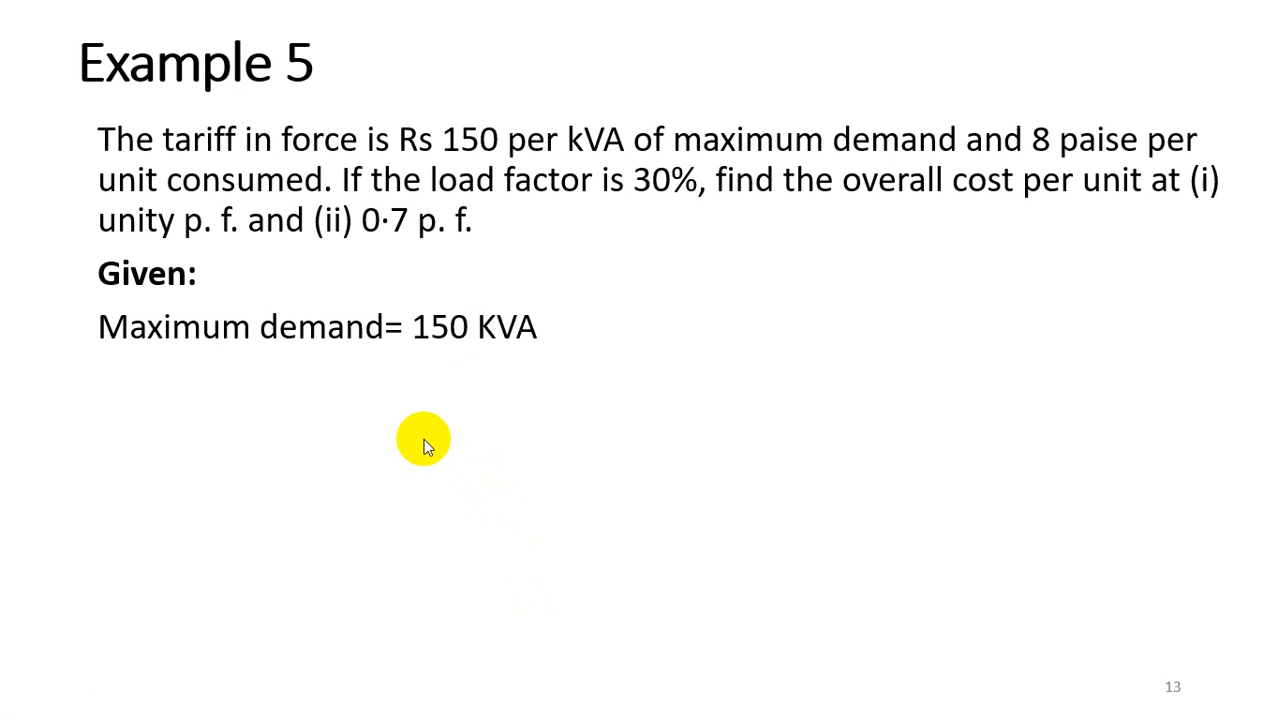 Example 5
The tariff in force is Rs 150 per kVA of maximum demand and 8 paise per
unit consumed. If the load factor is 30%, find the overall cost per unit at (i)
unity p. f. and (ii) 0·7 p. f.
Given:
Maximum demand= 150 KVA
13